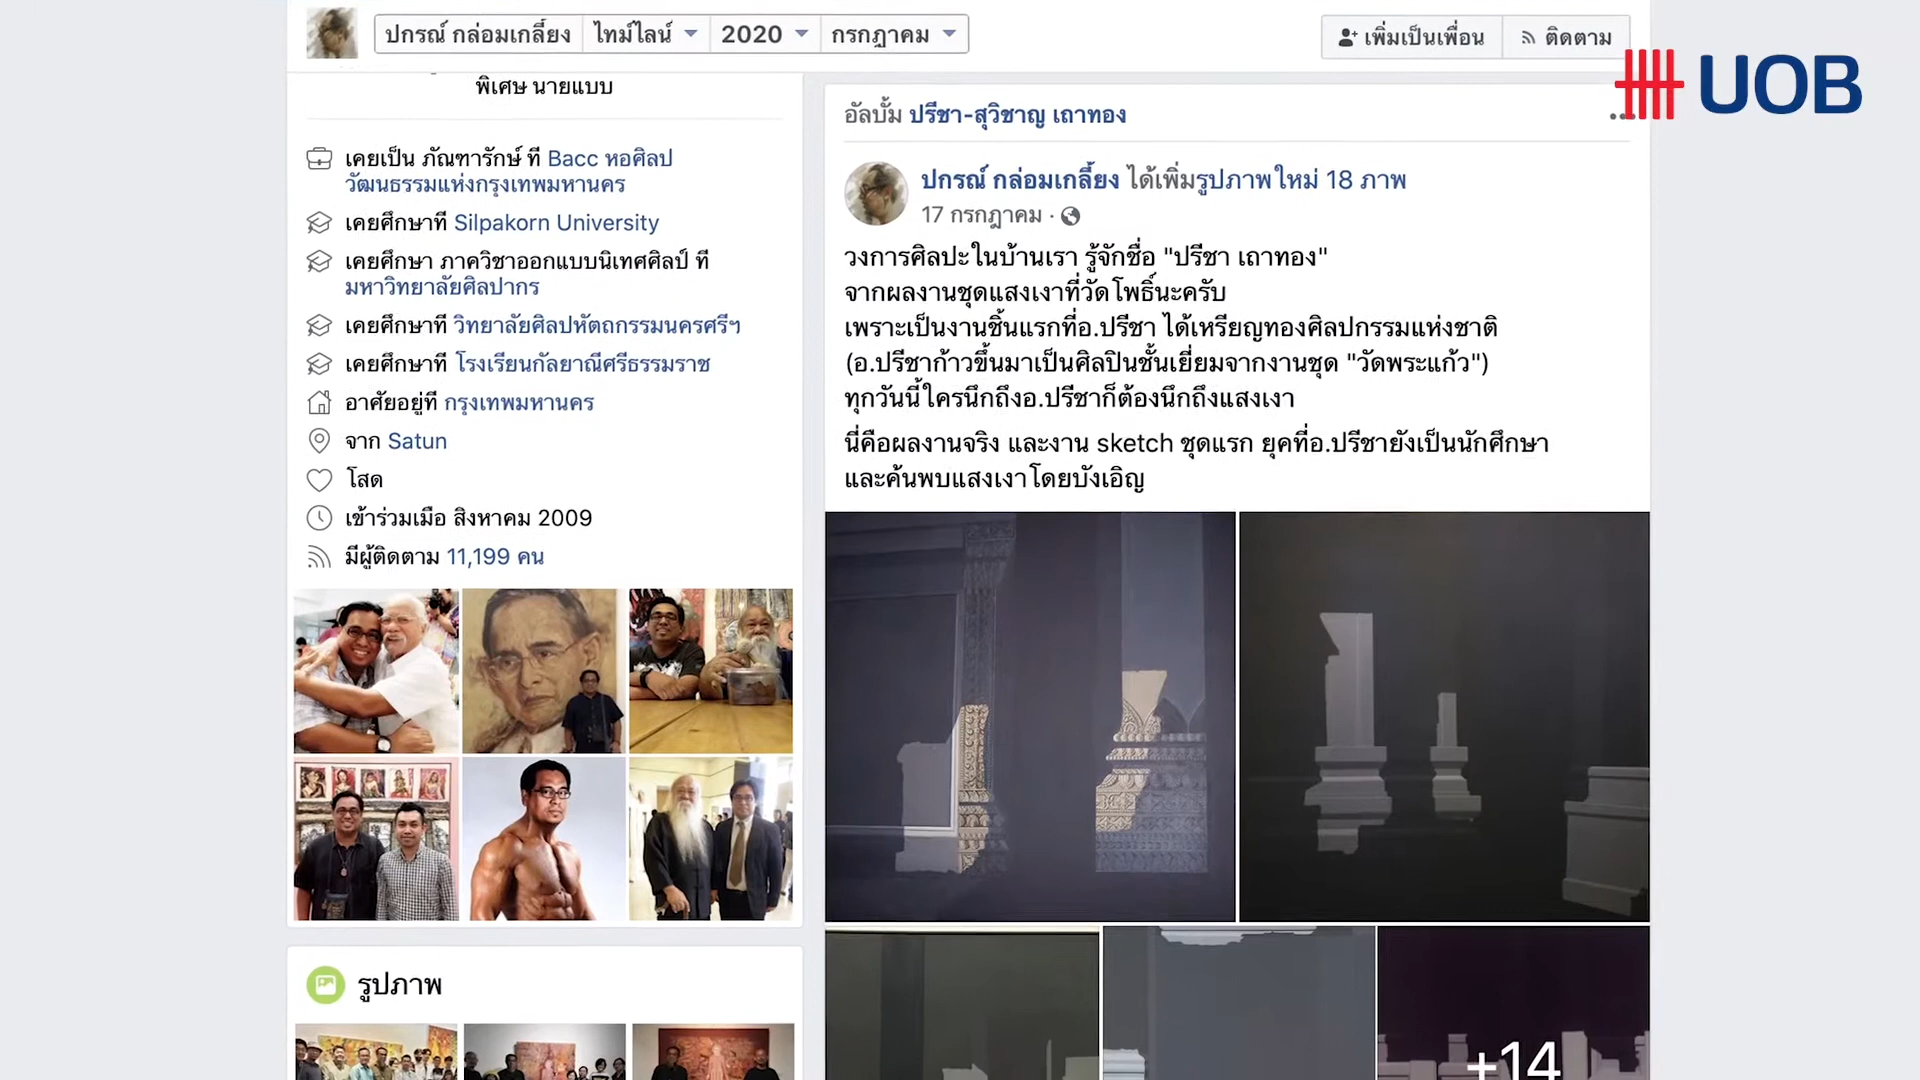 ปกรณ์ กล่อมเกลี้ยง
ไทม์ไลน์
2020
กรกฎาคม
เพิ่มเป็นเพื่อน
ติดตาม
UOB
พิเศษ นายแบบ
เคยเป็น ภัณฑารักษ์ ที่ Bacc หอศิลป
วัฒนธรรมแห่งกรุงเทพมหานคร
เคยศึกษาที่ Silpakorn University
เคยศึกษา ภาควิชาออกแบบนิเทศศิลป์ ที่
มหาวิทยาลัยศิลปากร
เคยศึกษาที่ วิทยาลัยศิลปหัตถกรรมนครศรีฯ
เคยศึกษาที่ โรงเรียนกัลยาณีศรีธรรมราช
อาศัยอยู่ที่ กรุงเทพมหานคร
จาก Satun
โสด
เข้าร่วมเมื่อ สิงหาคม 2009
มีผู้ติดตาม 11,199 คน
รูปภาพ
อัลบั้ม ปรีชา-สุวิชาญ เถาทอง
ปกรณ์ กล่อมเกลี้ยง ได้เพิ่มรูปภาพใหม่ 18 ภาพ
17 กรกฎาคม ·
วงการศิลปะในบ้านเรา รู้จักชื่อ "ปรีชา เถาทอง"
จากผลงานชุดแสงเงาที่วัดโพธิ์นะครับ
เพราะเป็นงานชิ้นแรกที่อ.ปรีชา ได้เหรียญทองศิลปกรรมแห่งชาติ
(อ.ปรีชาก้าวขึ้นมาเป็นศิลปินชั้นเยี่ยมจากงานชุด "วัดพระแก้ว")
ทุกวันนี้ใครนึกถึงอ.ปรีชาก็ต้องนึกถึงแสงเงา
นี่คือผลงานจริง และงาน sketch ชุดแรก ยุคที่อ.ปรีชายังเป็นนักศึกษา
และค้นพบแสงเงาโดยบังเอิญ
+14